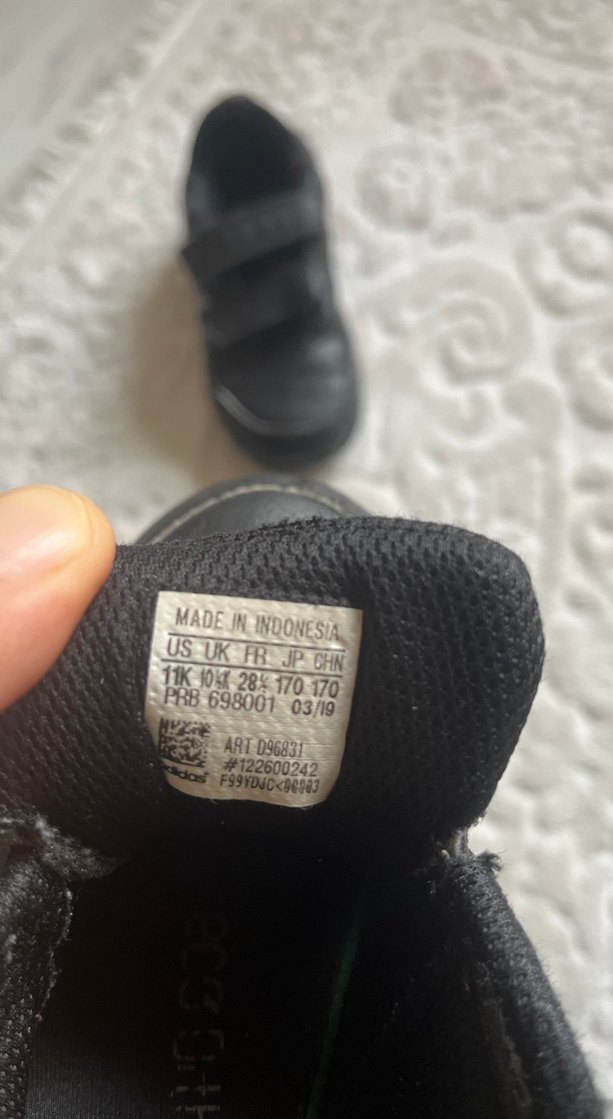 MADE IN INDONESIA
US UK FR JP CHN
11K 10½K 28½ 170 170
PRB 698001 03/19
ART D96831
#122600242
adidas